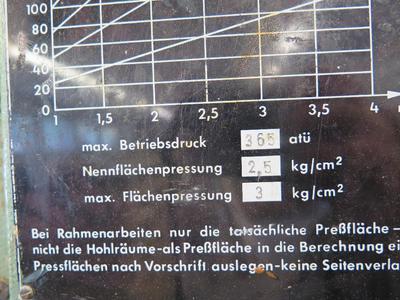 100
80
60
40
20
0
1 1,5 2 2,5 3 3,5 4
max. Betriebsdruck 365 atü
Nennflächenpressung 2,5 kg/cm²
max. Flächenpressung 3 kg/cm²
Bei Rahmenarbeiten nur die tatsächliche Preßfläche-
nicht die Hohlräume-als Preßfläche in die Berechnung ei
Pressflächen nach Vorschrift auslegen-keine Seitenverla